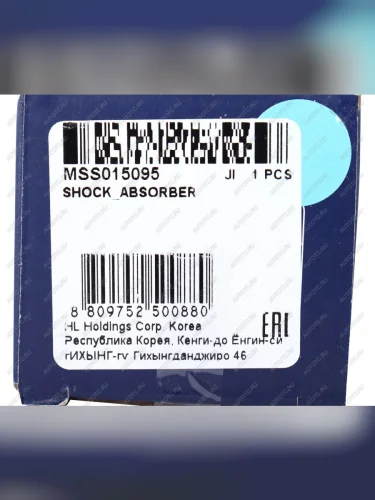 MSS015095 JI 1 PCS
SHOCK_ABSORBER
8 809752 500880
HL Holdings Corp. Korea
Республика Корея, Кенги-до Ёнгин-си
гИХЫНГ-гу Гихынгданджиро 46
EAC